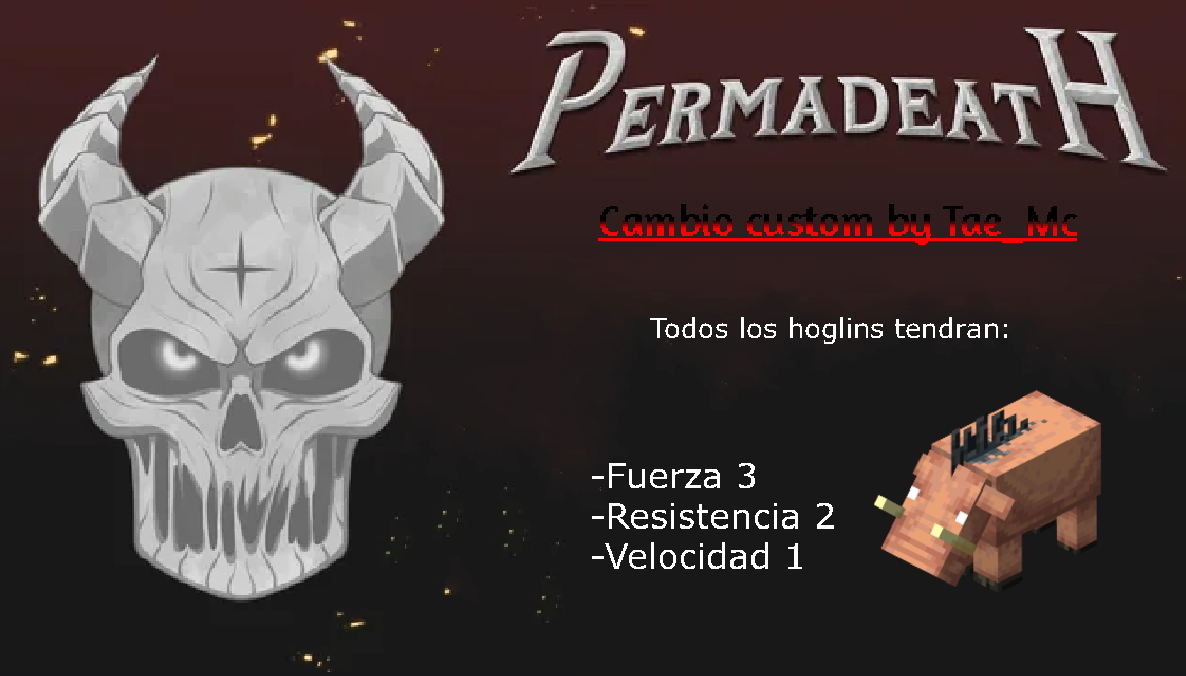 PERMADEATH
Cambio custom by Tae_Mc
Todos los hoglins tendran:
-Fuerza 3
-Resistencia 2
-Velocidad 1